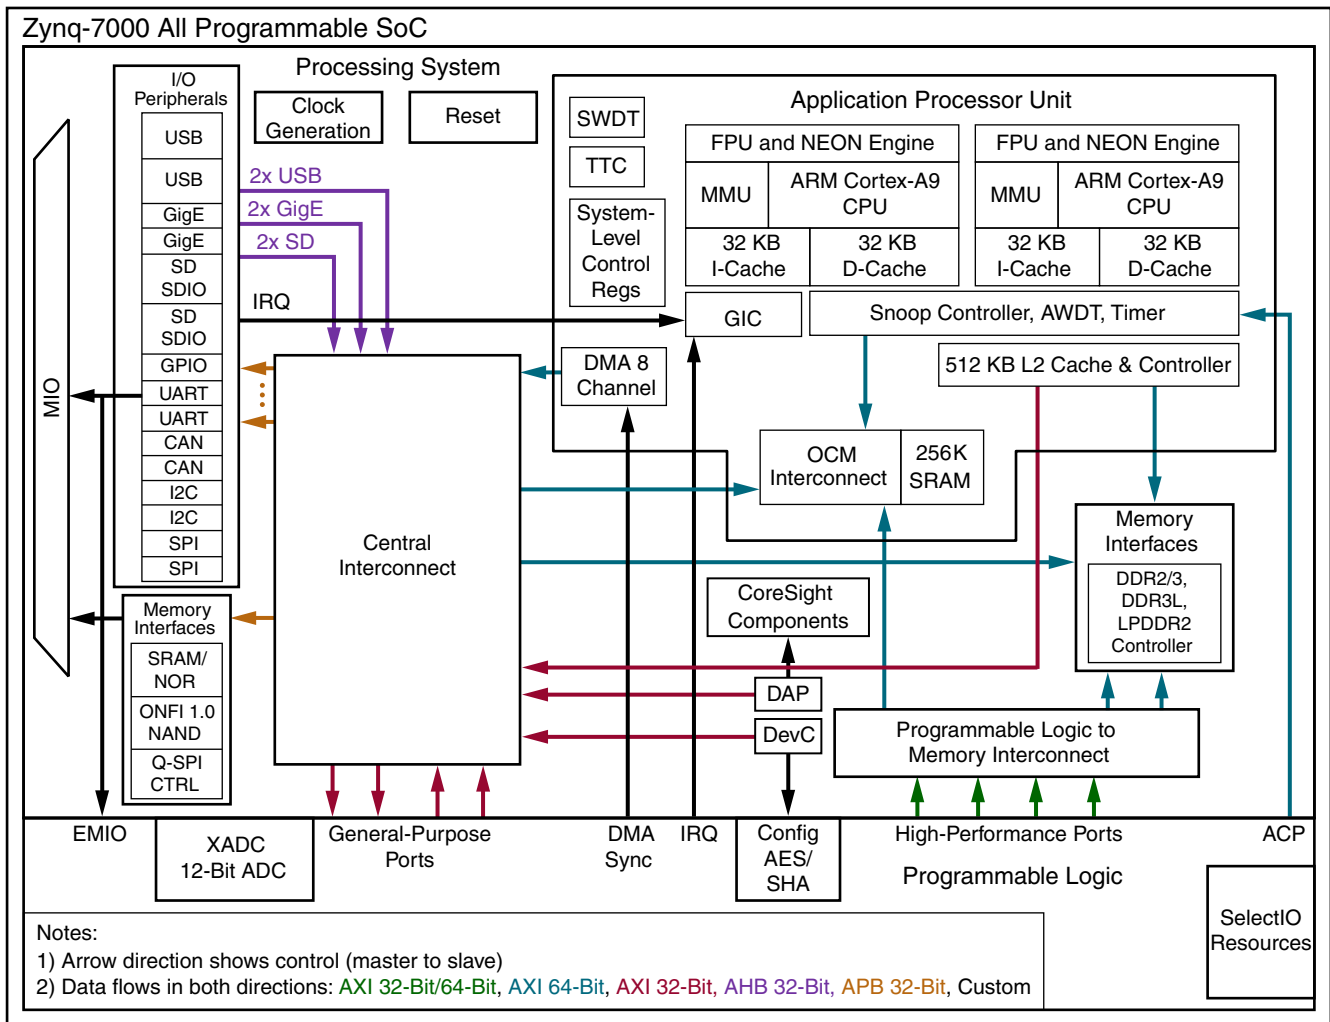 Zynq-7000 All Programmable SoC
Processing System
I/O
Peripherals
USB
USB
GigE
GigE
SD
SDIO
SD
SDIO
GPIO
UART
UART
CAN
CAN
I2C
I2C
SPI
SPI
MIO
Memory
Interfaces
SRAM/
NOR
ONFI 1.0
NAND
Q-SPI
CTRL
Clock
Generation
Reset
2x USB
2x GigE
2x SD
IRQ
Central
Interconnect
Application Processor Unit
SWDT
TTC
System-
Level
Control
Regs
FPU and NEON Engine
MMU
ARM Cortex-A9
CPU
32 KB
I-Cache
32 KB
D-Cache
FPU and NEON Engine
MMU
ARM Cortex-A9
CPU
32 KB
I-Cache
32 KB
D-Cache
GIC
Snoop Controller, AWDT, Timer
DMA 8
Channel
512 KB L2 Cache & Controller
OCM
Interconnect
256K
SRAM
Memory
Interfaces
DDR2/3,
DDR3L,
LPDDR2
Controller
CoreSight
Components
DAP
DevC
Programmable Logic to
Memory Interconnect
EMIO
XADC
12-Bit ADC
General-Purpose
Ports
DMA
Sync
IRQ
Config
AES/
SHA
High-Performance Ports
ACP
Programmable Logic
SelectIO
Resources
Notes:
1) Arrow direction shows control (master to slave)
2) Data flows in both directions: AXI 32-Bit/64-Bit, AXI 64-Bit, AXI 32-Bit, AHB 32-Bit, APB 32-Bit, Custom